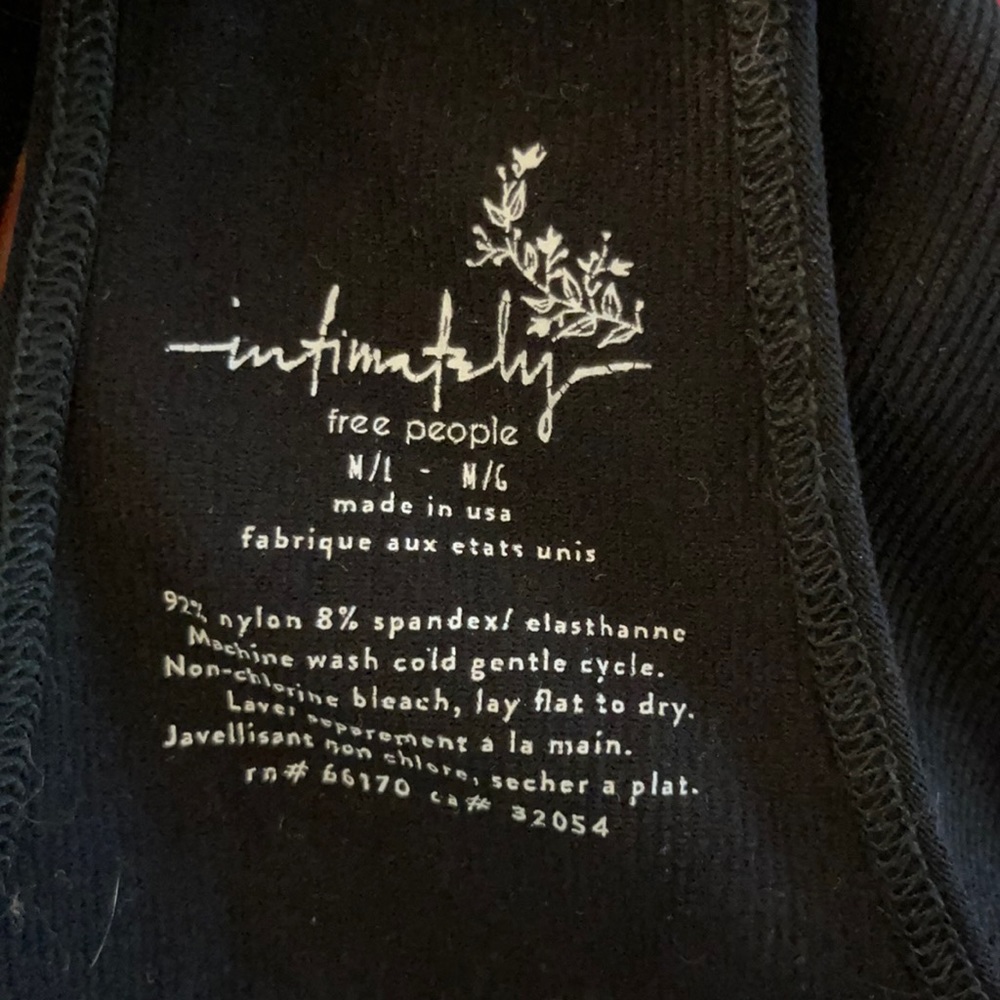 intimately
free people
M/L - M/G
made in usa
fabrique aux etats unis
92% nylon 8% spandex/ elasthanne
Machine wash cold gentle cycle.
Non-chlorine bleach, lay flat to dry.
Laver separement a la main.
Javellisant non chlore, secher a plat.
rn# 66170 ca# 32054